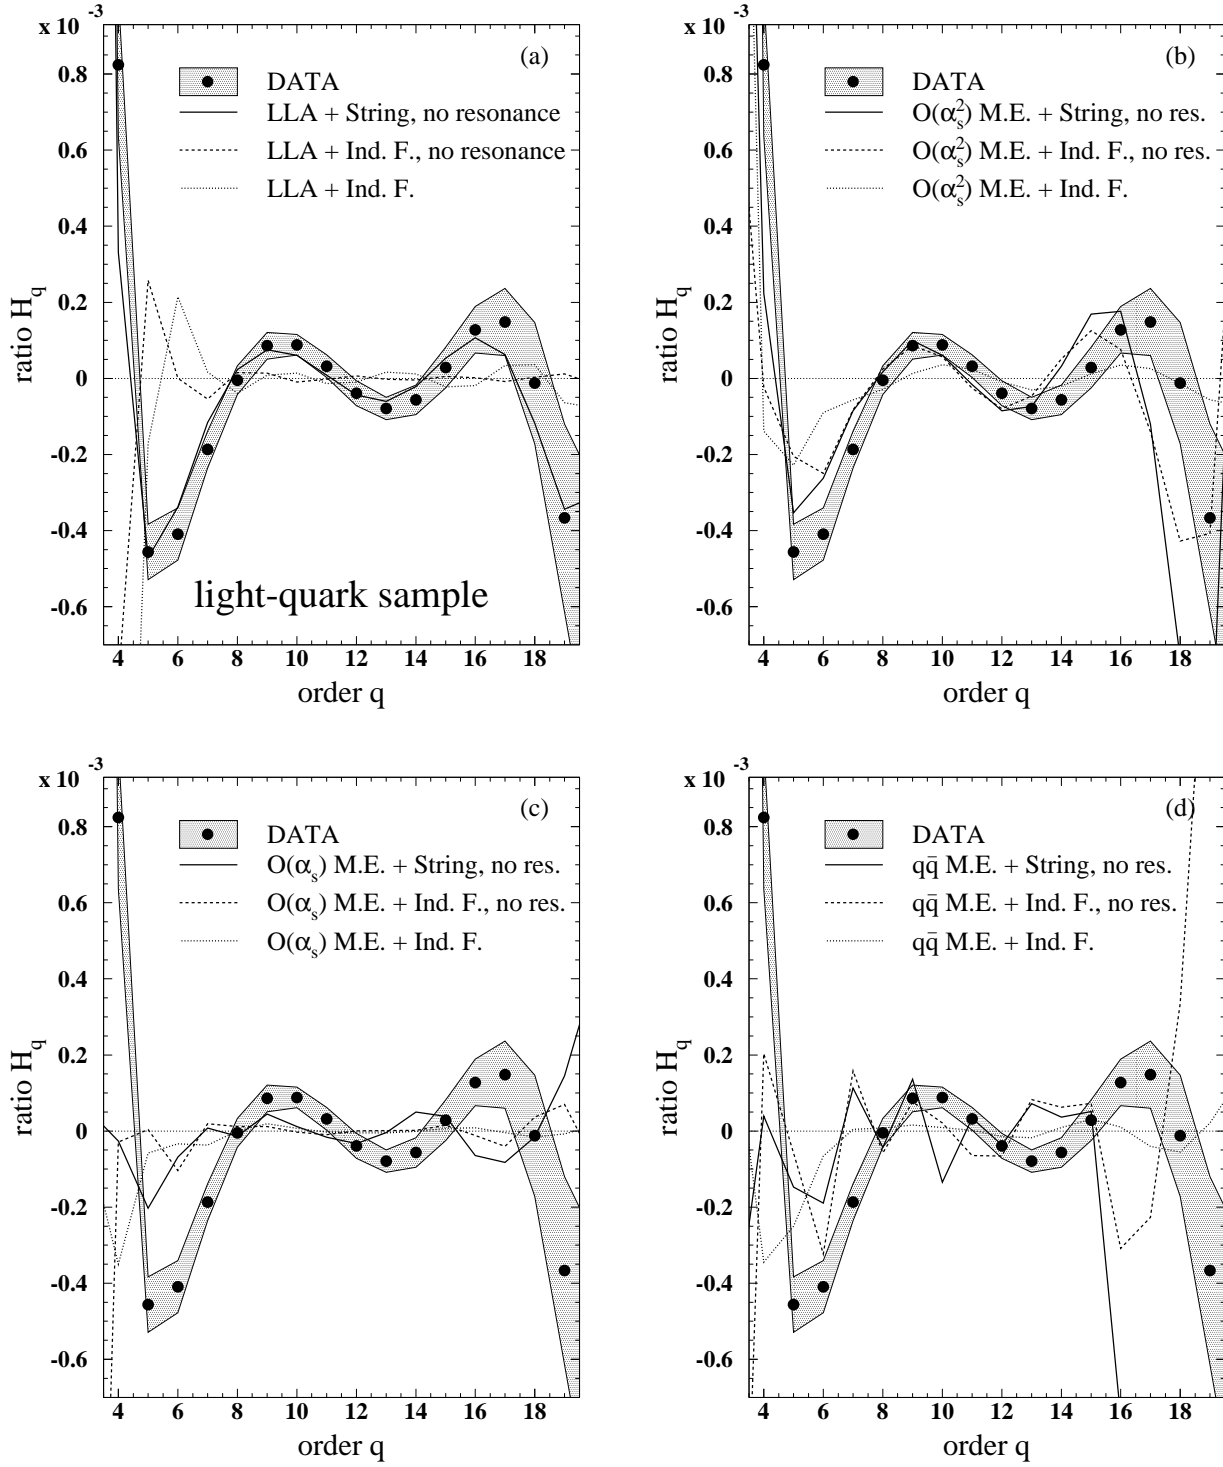 x 10 -3
(a)
DATA
LLA + String, no resonance
LLA + Ind. F., no resonance
LLA + Ind. F.
0.8
0.6
0.4
0.2
0
-0.2
-0.4
-0.6
ratio H_q
light-quark sample
4 6 8 10 12 14 16 18
order q
x 10 -3
(b)
DATA
O(α_s^2) M.E. + String, no res.
O(α_s^2) M.E. + Ind. F., no res.
O(α_s^2) M.E. + Ind. F.
0.8
0.6
0.4
0.2
0
-0.2
-0.4
-0.6
ratio H_q
4 6 8 10 12 14 16 18
order q
x 10 -3
(c)
DATA
O(α_s) M.E. + String, no res.
O(α_s) M.E. + Ind. F., no res.
O(α_s) M.E. + Ind. F.
0.8
0.6
0.4
0.2
0
-0.2
-0.4
-0.6
ratio H_q
4 6 8 10 12 14 16 18
order q
x 10 -3
(d)
DATA
qq̄ M.E. + String, no res.
qq̄ M.E. + Ind. F., no res.
qq̄ M.E. + Ind. F.
0.8
0.6
0.4
0.2
0
-0.2
-0.4
-0.6
ratio H_q
4 6 8 10 12 14 16 18
order q